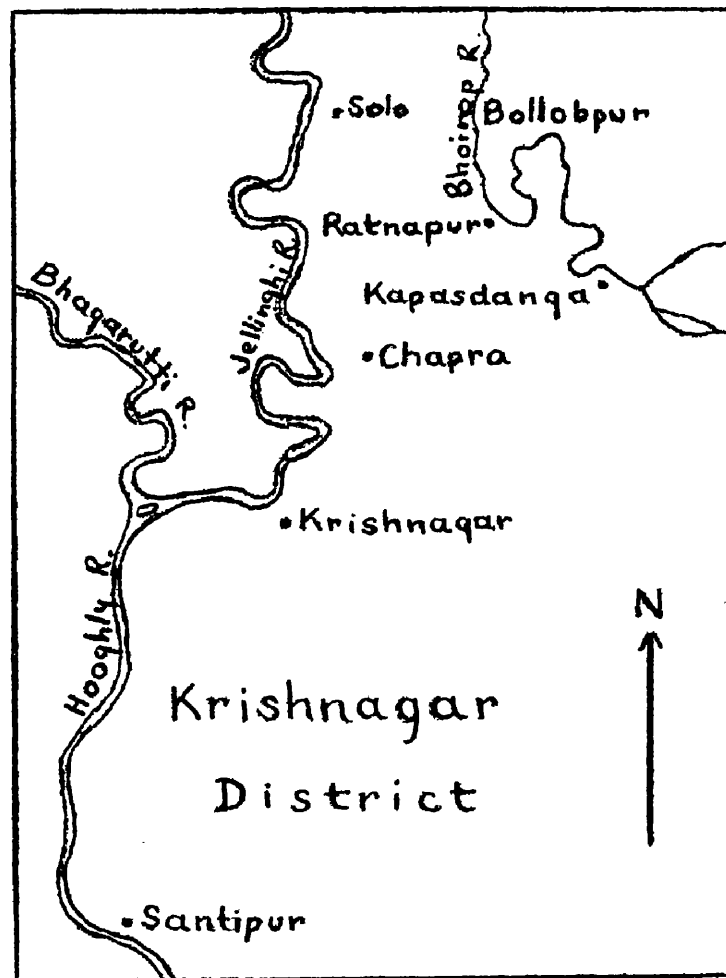 Solo
Bhoirop R.
Bollobpur
Ratnapur
Bhagarutti R.
Jellinghi R.
Kapasdanga
Chapra
Krishnagar
N
Hooghly R.
Krishnagar
District
Santipur